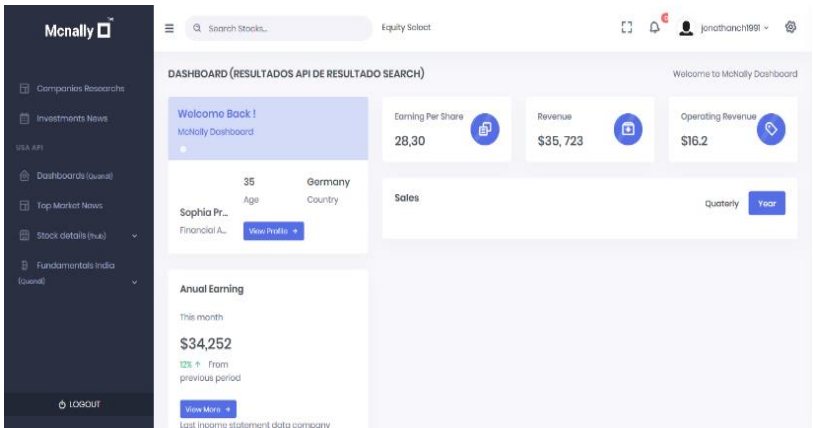 Mcnally
TM
Search Stocks...
Equity Select
6
jonathanch1991
Companies Researchs
Investments News
USA API
Dashboards (Quandl)
Top Market News
Stock details (fhub)
Fundamentals India
(Quandl)
LOGOUT
DASHBOARD (RESULTADOS API DE RESULTADO SEARCH)
Welcome to McNally Dashboard
Welcome Back !
McNally Dashboard
35
Germany
Age
Country
Sophia Pr...
Financial A...
View Profile →
Earning Per Share
28,30
Revenue
$35, 723
Operating Revenue
$16.2
Sales
Quaterly
Year
Anual Earning
This month
$34,252
12% ↑ From
previous period
View More →
Last income statement data company